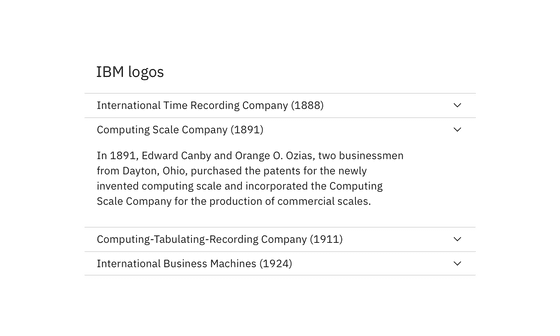 IBM logos
International Time Recording Company (1888)
Computing Scale Company (1891)
In 1891, Edward Canby and Orange O. Ozias, two businessmen
from Dayton, Ohio, purchased the patents for the newly
invented computing scale and incorporated the Computing
Scale Company for the production of commercial scales.
Computing-Tabulating-Recording Company (1911)
International Business Machines (1924)